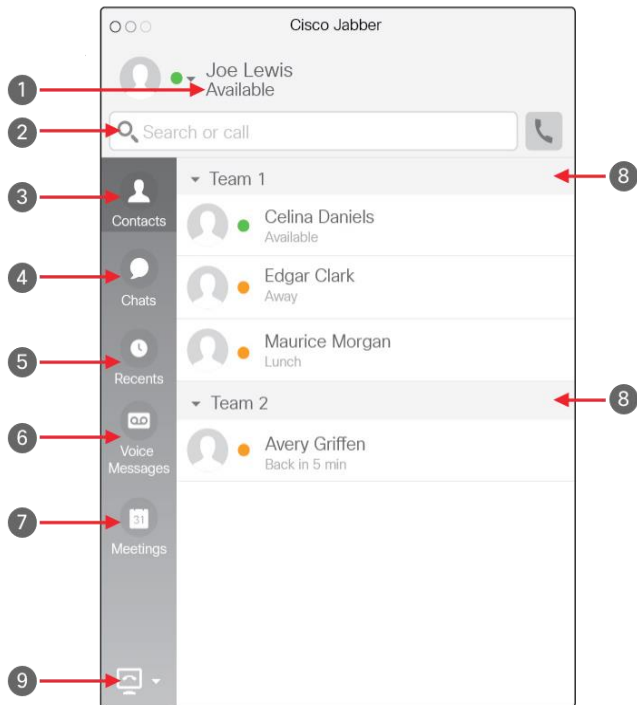 Cisco Jabber
Joe Lewis
1
Available
2
Search or call
8
Team 1
3
Contacts
Celina Daniels
Available
4
Chats
Edgar Clark
Away
5
Recents
Maurice Morgan
Lunch
8
Team 2
6
Voice
Messages
Avery Griffen
Back in 5 min
7
31
Meetings
9